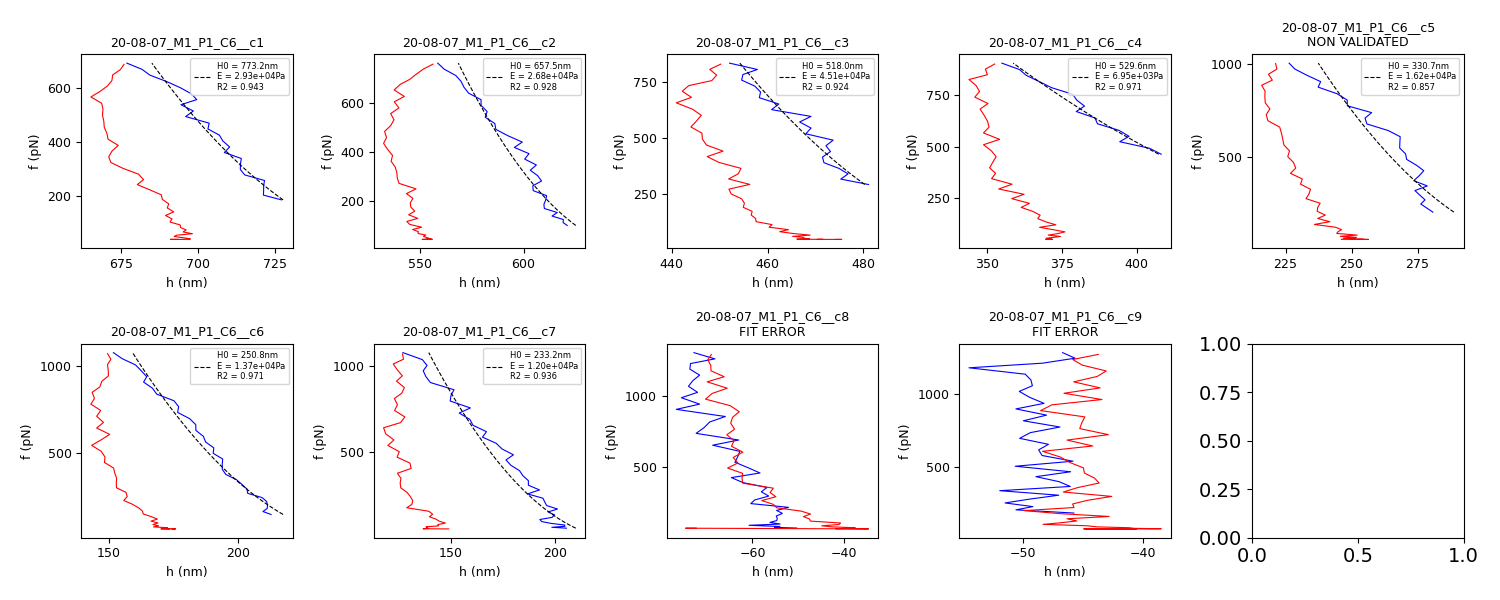 20-08-07_M1_P1_C6__c1
H0 = 773.2nm
E = 2.93e+04Pa
R2 = 0.943
f (pN)
600
400
200
675 700 725
h (nm)
20-08-07_M1_P1_C6__c2
H0 = 657.5nm
E = 2.68e+04Pa
R2 = 0.928
f (pN)
600
400
200
550 600
h (nm)
20-08-07_M1_P1_C6__c3
H0 = 518.0nm
E = 4.51e+04Pa
R2 = 0.924
f (pN)
750
500
250
440 460 480
h (nm)
20-08-07_M1_P1_C6__c4
H0 = 529.6nm
E = 6.95e+03Pa
R2 = 0.971
f (pN)
750
500
250
350 375 400
h (nm)
20-08-07_M1_P1_C6__c5
NON VALIDATED
H0 = 330.7nm
E = 1.62e+04Pa
R2 = 0.857
f (pN)
1000
500
225 250 275
h (nm)
20-08-07_M1_P1_C6__c6
H0 = 250.8nm
E = 1.37e+04Pa
R2 = 0.971
f (pN)
1000
500
150 200
h (nm)
20-08-07_M1_P1_C6__c7
H0 = 233.2nm
E = 1.20e+04Pa
R2 = 0.936
f (pN)
1000
500
150 200
h (nm)
20-08-07_M1_P1_C6__c8
FIT ERROR
f (pN)
1000
500
−60 −40
h (nm)
20-08-07_M1_P1_C6__c9
FIT ERROR
f (pN)
1000
500
−50 −40
h (nm)
1.00
0.75
0.50
0.25
0.00
0.0 0.5 1.0